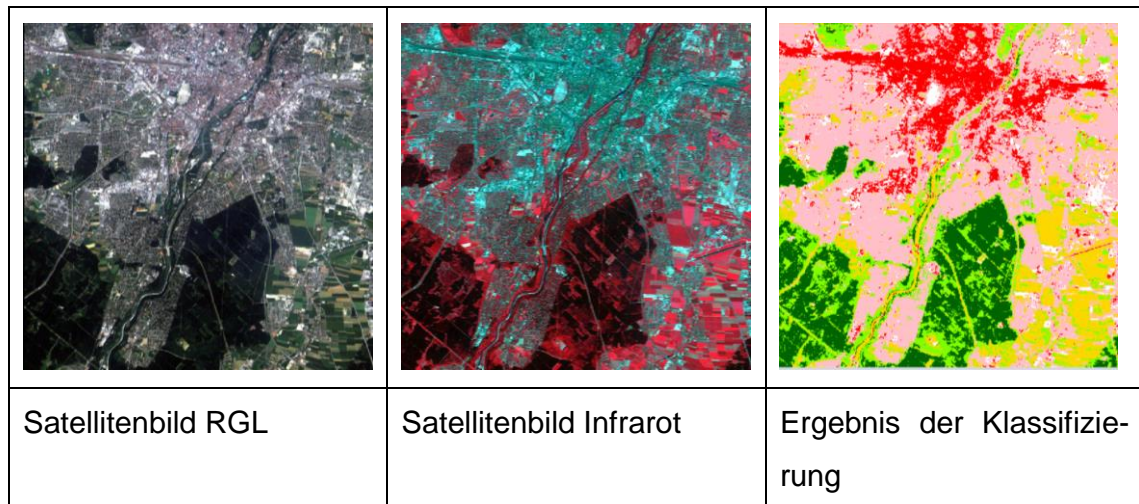 Satellitenbild RGL
Satellitenbild Infrarot
Ergebnis der Klassifizie-
rung